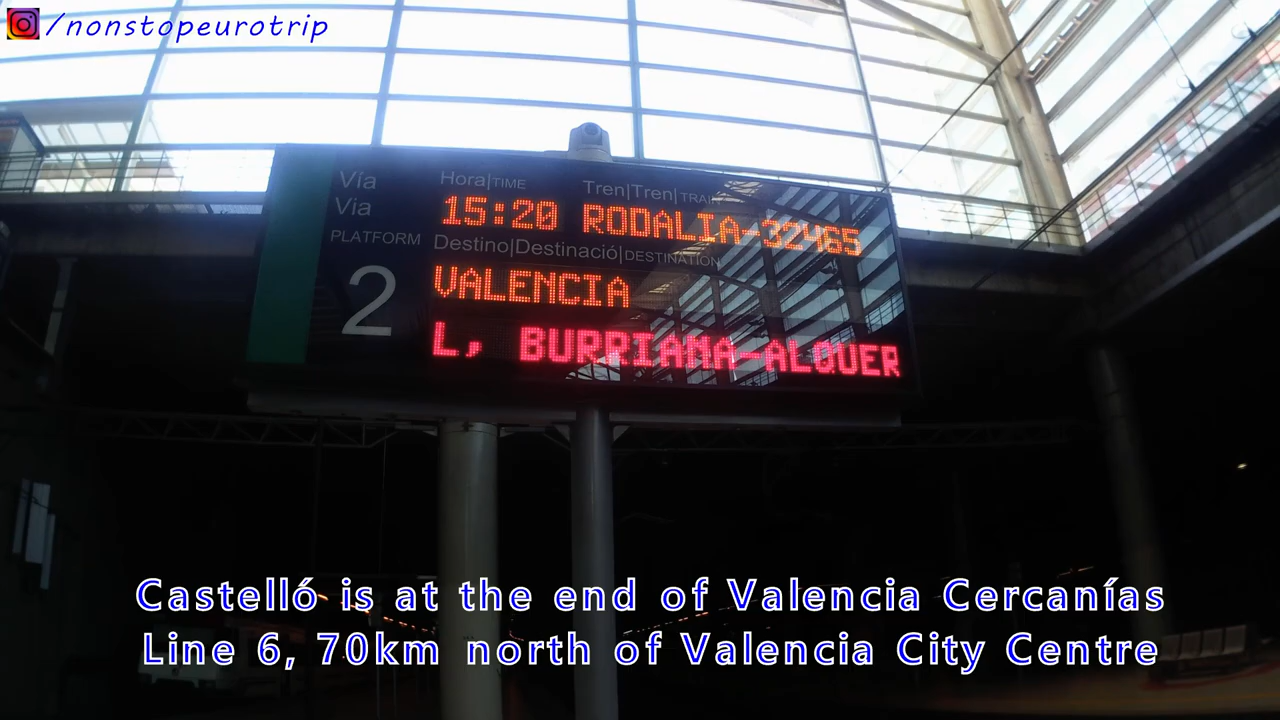 /nonstopeurotrip
Vía
Via
PLATFORM
2
Hora|TIME
Tren|Tren|TRAIN
15:20 RODALIA-32465
Destino|Destinació|DESTINATION
VALENCIA
L, BURRIANA-ALQUER
Castelló is at the end of Valencia Cercanías
Line 6, 70km north of Valencia City Centre